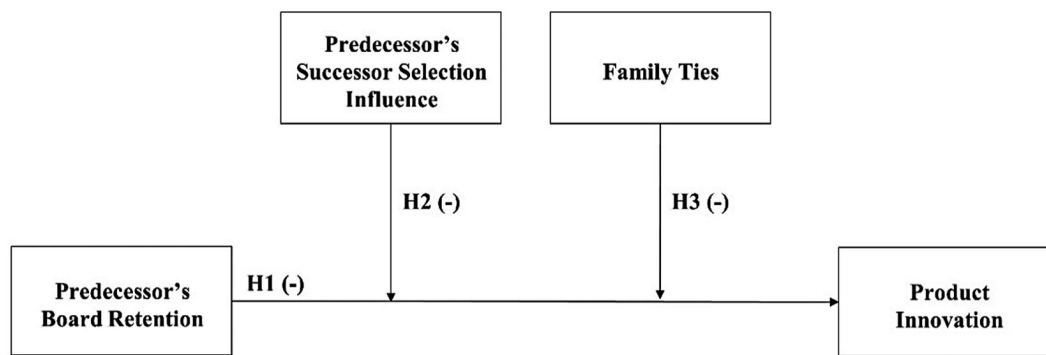 Predecessor's
Successor Selection
Influence
Family Ties
H2 (-)
H3 (-)
H1 (-)
Predecessor's
Board Retention
Product
Innovation